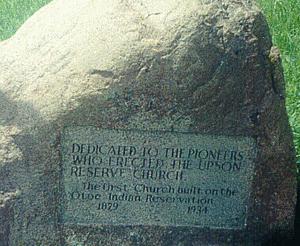 DEDICATED TO THE PIONEERS
WHO ERECTED THE UPSON
RESERVE CHURCH.
The first Church built on the
Otoe Indian Reservation
1879 1934